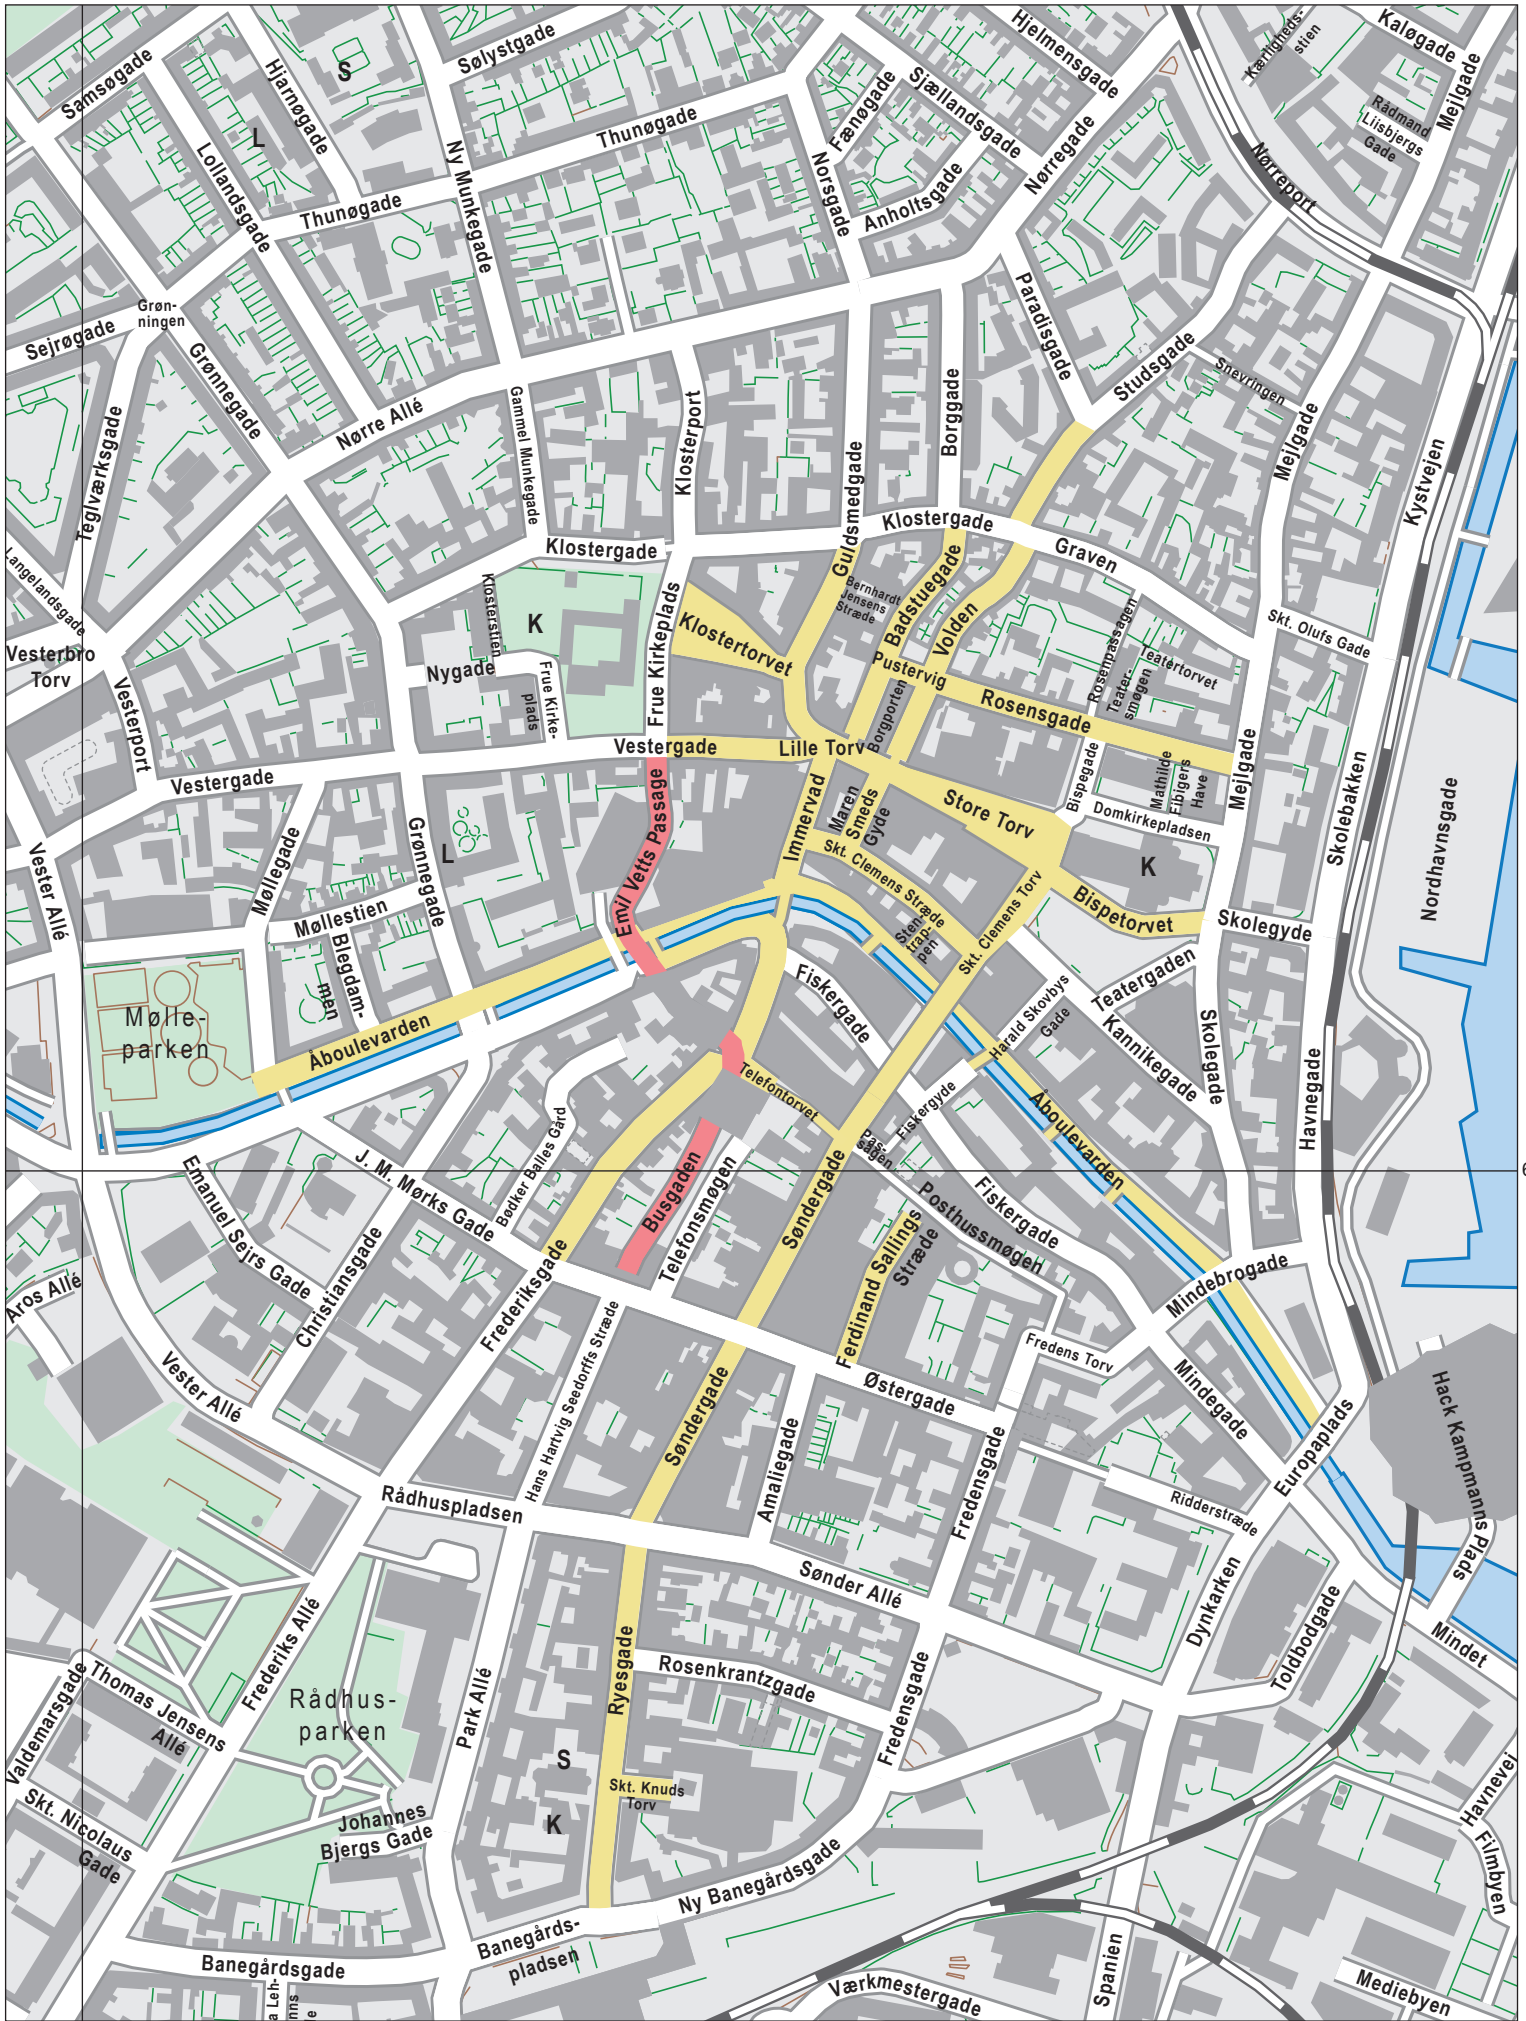 Samsøgade
Hjarnøgade
S
Sølystgade
Hjelmensgade
Kærligheds-
stien
Kaløgade
Mejlgade
Rådmand
Liisbjergs
Gade
L
Lollandsgade
Ny Munkegade
Thunøgade
Thunøgade
Fænøgade
Sjællandsgade
Nørregade
Norsgade
Anholtsgade
Nørreport
Grøn-
ningen
Sejrøgade
Grønnegade
Teglværksgade
Nørre Allé
Gammel Munkegade
Klosterport
Guldsmedgade
Borggade
Paradisgade
Studsgade
Snevringen
Mejlgade
Kystvejen
Langelandsgade
Vesterbro
Torv
Vesterport
Klostergade
Klostergade
Graven
Klosterstien
K
Nygade
Frue Kirke-
plads
Frue Kirkeplads
Klostertorvet
Bernhardt
Jensens
Stræde
Badstuegade
Volden
Pustervig
Borgporten
Rosensgade
Rosenpassagen
Teater-
smøgen
Teatertorvet
Skt. Olufs Gade
Vestergade
Vestergade
Lille Torv
Store Torv
Bispegade
Mathilde
Fibigers
Have
Domkirkepladsen
Mejlgade
Skolebakken
Nordhavnsgade
Vester Allé
Møllegade
Grønnegade
L
Møllestien
Blegdam-
men
Emil Vetts Passage
Immervad
Maren
Smeds
Gyde
Skt. Clemens Stræde
Sten-
trap-
pen
Skt. Clemens Torv
K
Bispetorvet
Skolegyde
Mølle-
parken
Åboulevarden
Fiskergade
Harald Skovbys
Gade
Teatergaden
Kannikegade
Skolegade
Havnegade
Telefontorvet
Pas-
sagen
Fiskergyde
Åboulevarden
Emanuel Sejrs Gade
J. M. Mørks Gade
Bødker Balles Gård
Busgaden
Telefonsmøgen
Søndergade
Fiskergade
Posthussmøgen
Ferdinand Sallings
Stræde
6
Aros Allé
Christiansgade
Frederiksgade
Hans Hartvig Seedorffs Stræde
Mindebrogade
Fredens Torv
Vester Allé
Søndergade
Østergade
Mindegade
Europaplads
Hack Kampmanns Plads
Amaliegade
Fredensgade
Rådhuspladsen
Ridderstræde
Sønder Allé
Dynkarken
Toldbodgade
Mindet
Valdemarsgade
Thomas Jensens
Allé
Frederiks Allé
Rådhus-
parken
Park Allé
Ryesgade
Rosenkrantzgade
Fredensgade
S
Skt. Knuds
Torv
K
Skt. Nicolaus
Gade
Johannes
Bjergs Gade
Havnevej
Filmbyen
Ny Banegårdsgade
Banegårds-
pladsen
Banegårdsgade
a Leh-
nns
de
Værkmestergade
Spanien
Mediebyen